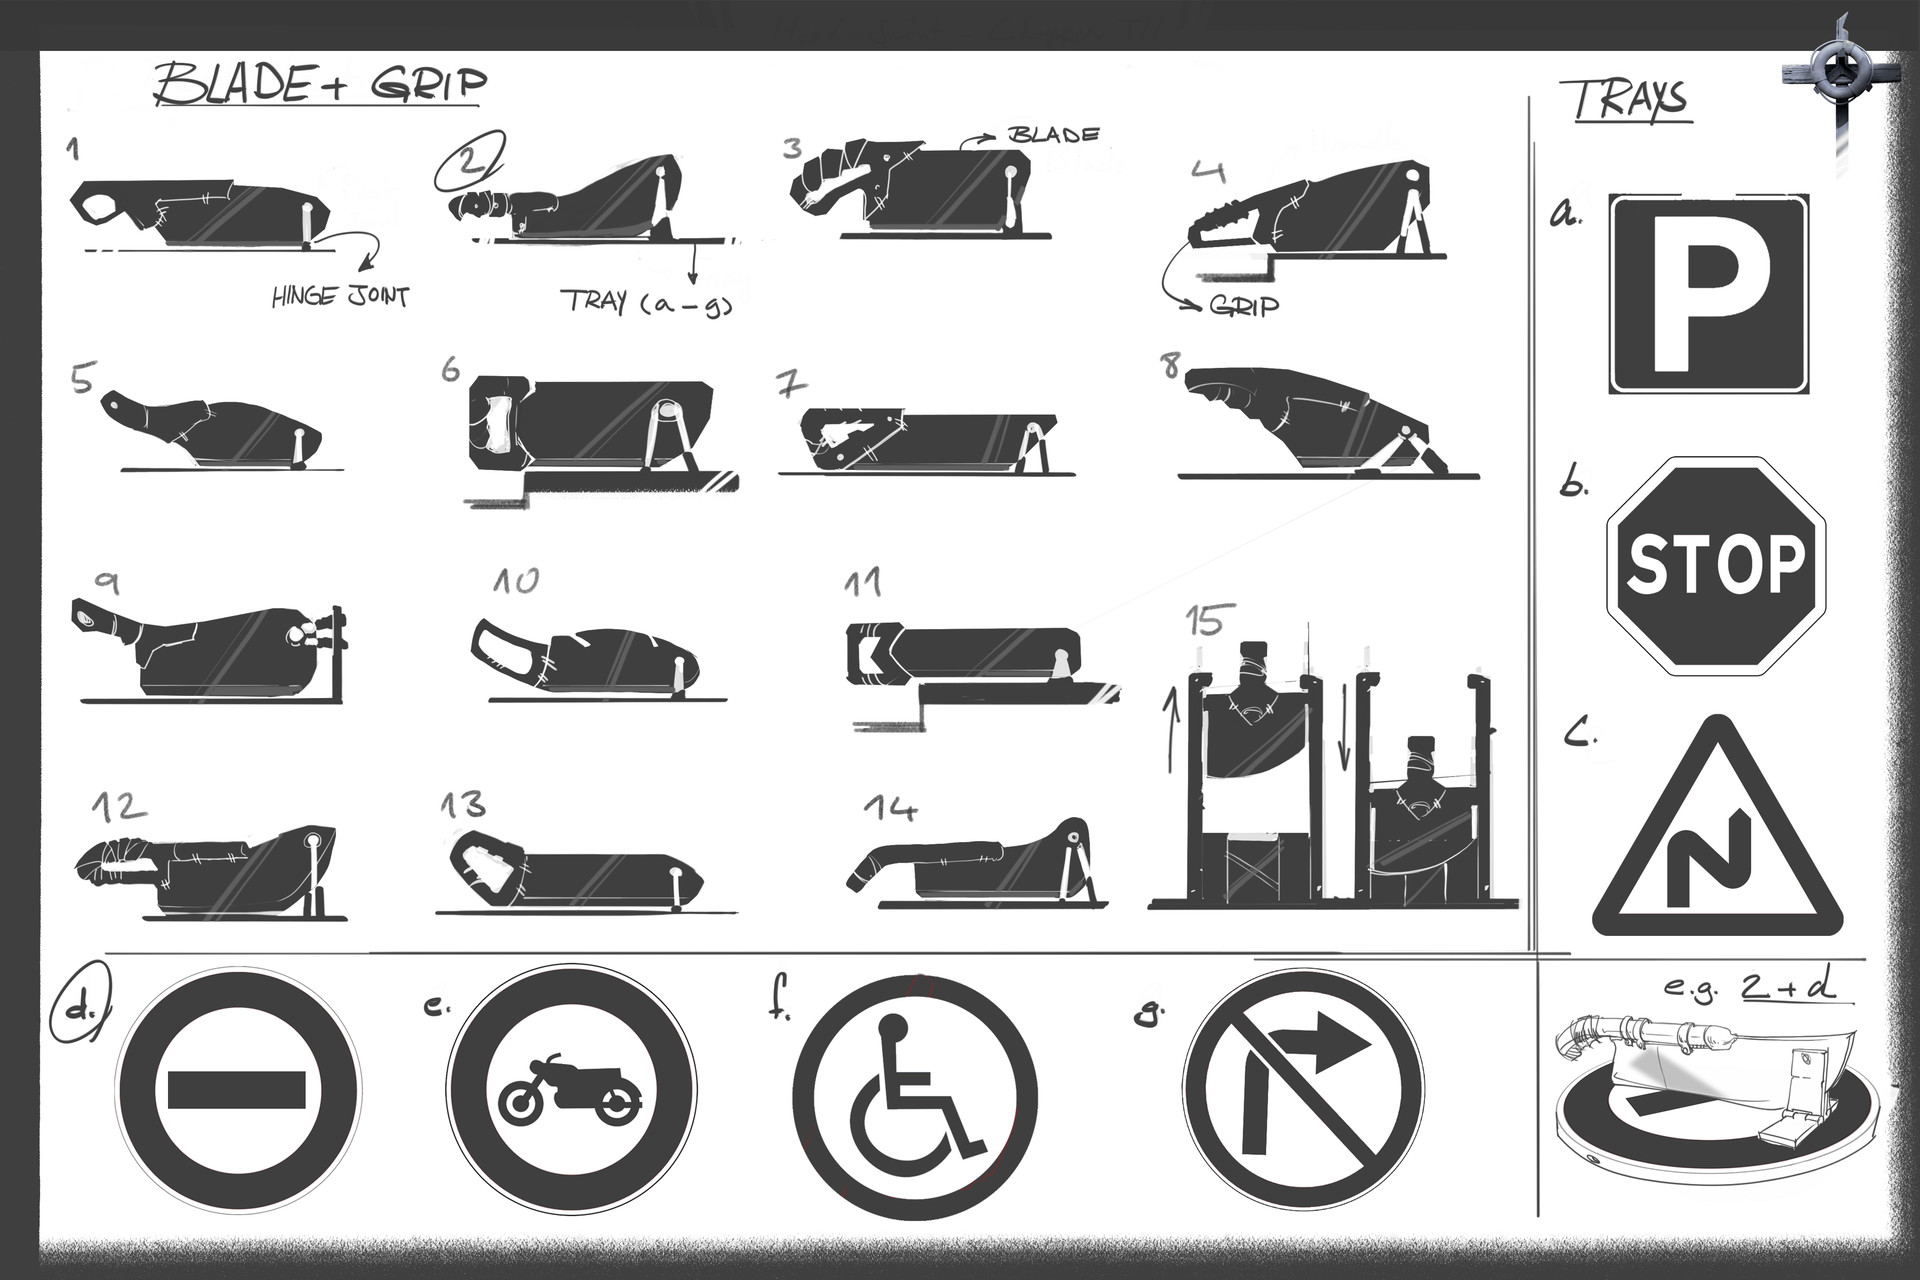 BLADE + GRIP
TRAYS
1
2
3
BLADE
4
HINGE JOINT
TRAY (a-g)
GRIP
a.
P
5
6
7
8
b.
STOP
9
10
11
15
c.
12
13
14
d.
e.
f.
g.
e.g. 2+d